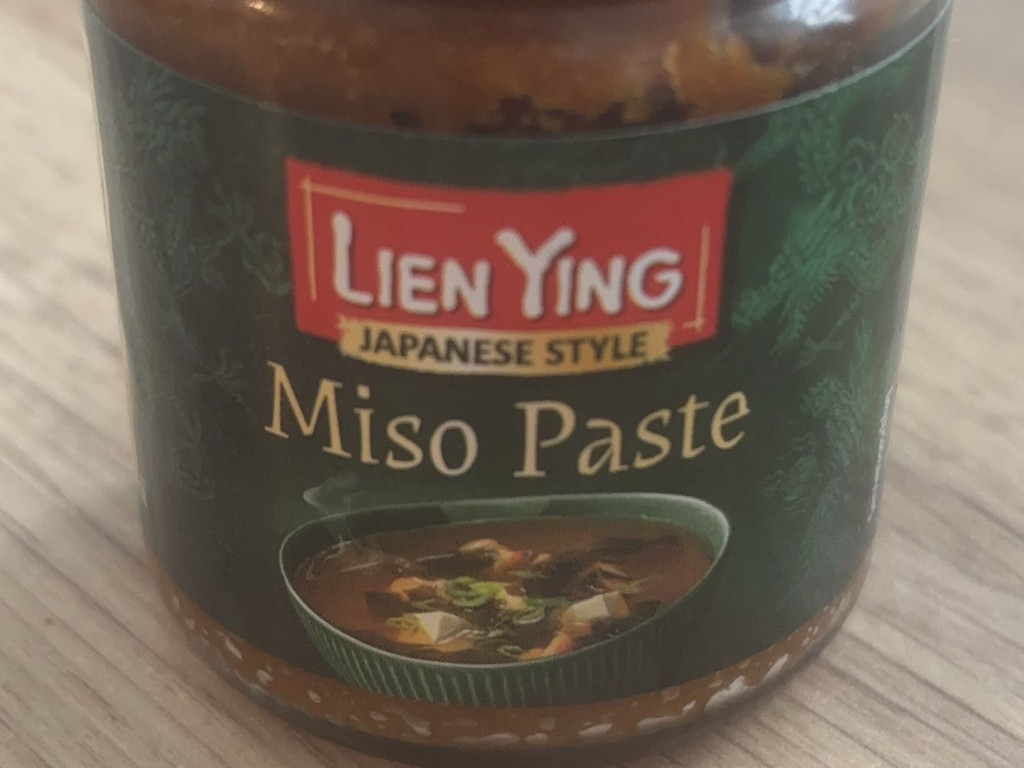 LIEN YING
JAPANESE STYLE
Miso Paste